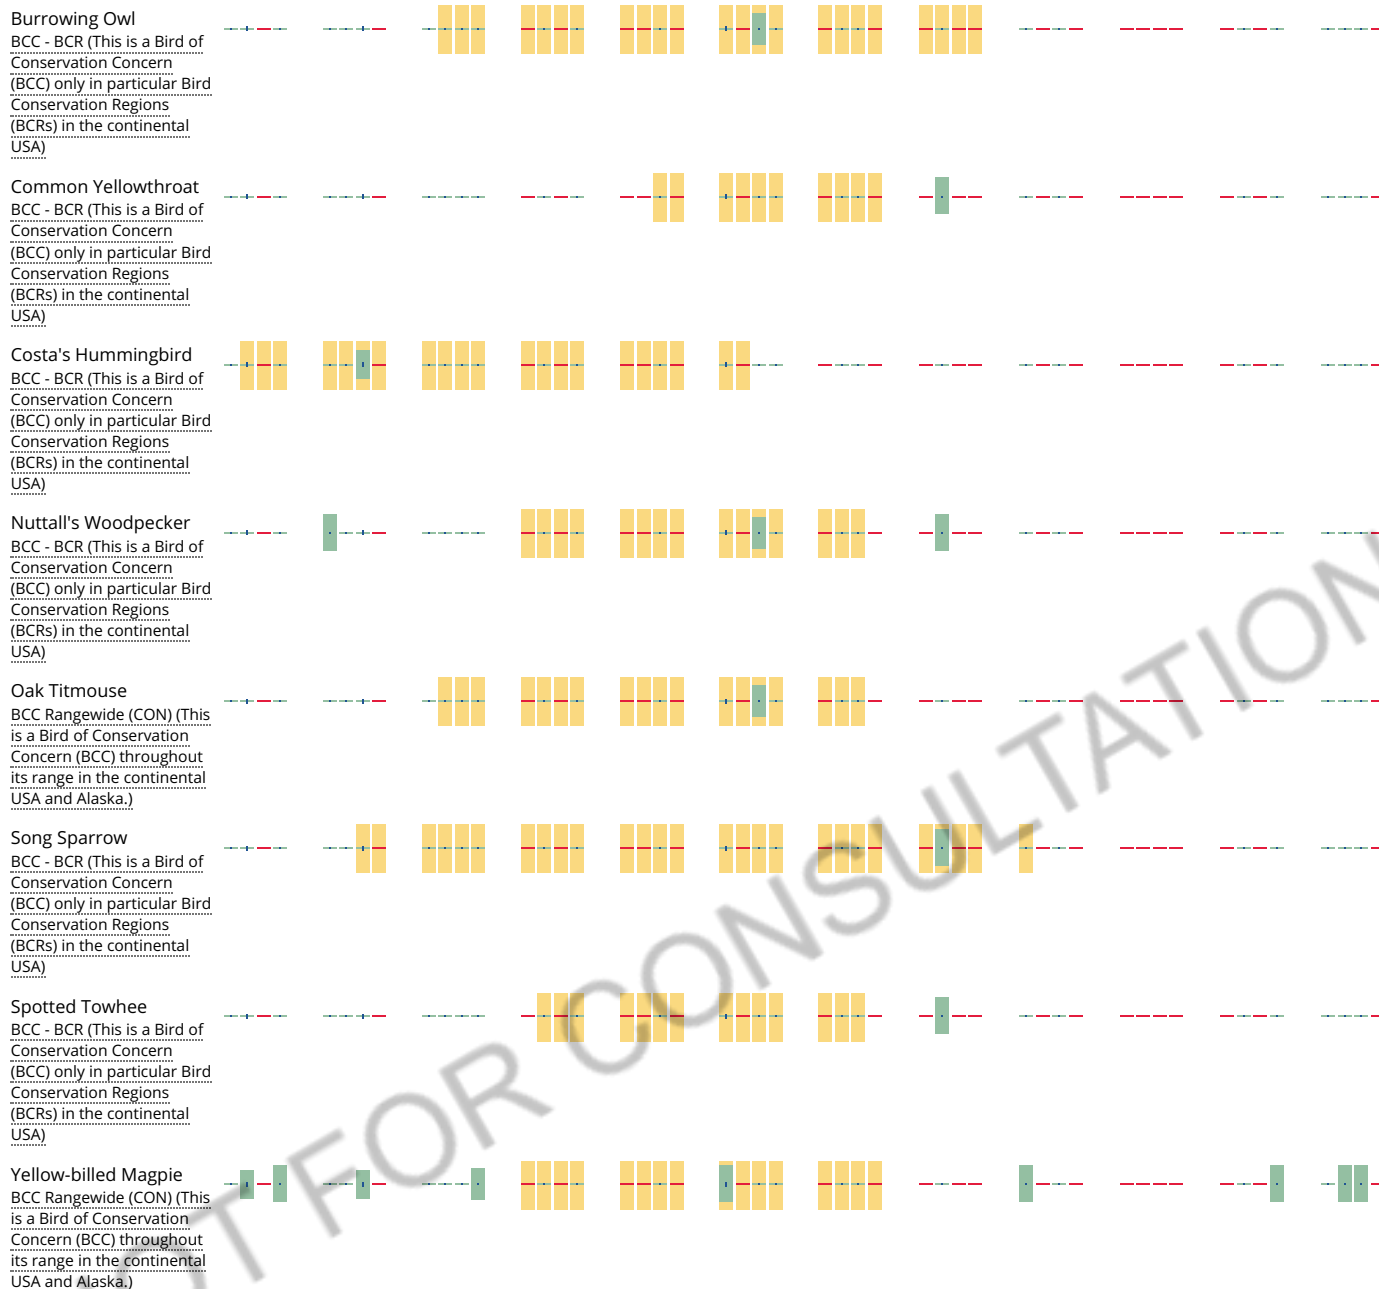 Burrowing Owl
BCC - BCR (This is a Bird of
Conservation Concern
(BCC) only in particular Bird
Conservation Regions
(BCRs) in the continental
USA)
Common Yellowthroat
BCC - BCR (This is a Bird of
Conservation Concern
(BCC) only in particular Bird
Conservation Regions
(BCRs) in the continental
USA)
Costa's Hummingbird
BCC - BCR (This is a Bird of
Conservation Concern
(BCC) only in particular Bird
Conservation Regions
(BCRs) in the continental
USA)
Nuttall's Woodpecker
BCC - BCR (This is a Bird of
Conservation Concern
(BCC) only in particular Bird
Conservation Regions
(BCRs) in the continental
USA)
Oak Titmouse
BCC Rangewide (CON) (This
is a Bird of Conservation
Concern (BCC) throughout
its range in the continental
USA and Alaska.)
Song Sparrow
BCC - BCR (This is a Bird of
Conservation Concern
(BCC) only in particular Bird
Conservation Regions
(BCRs) in the continental
USA)
Spotted Towhee
BCC - BCR (This is a Bird of
Conservation Concern
(BCC) only in particular Bird
Conservation Regions
(BCRs) in the continental
USA)
Yellow-billed Magpie
BCC Rangewide (CON) (This
is a Bird of Conservation
Concern (BCC) throughout
its range in the continental
USA and Alaska.)
OT FOR CONSULTATION